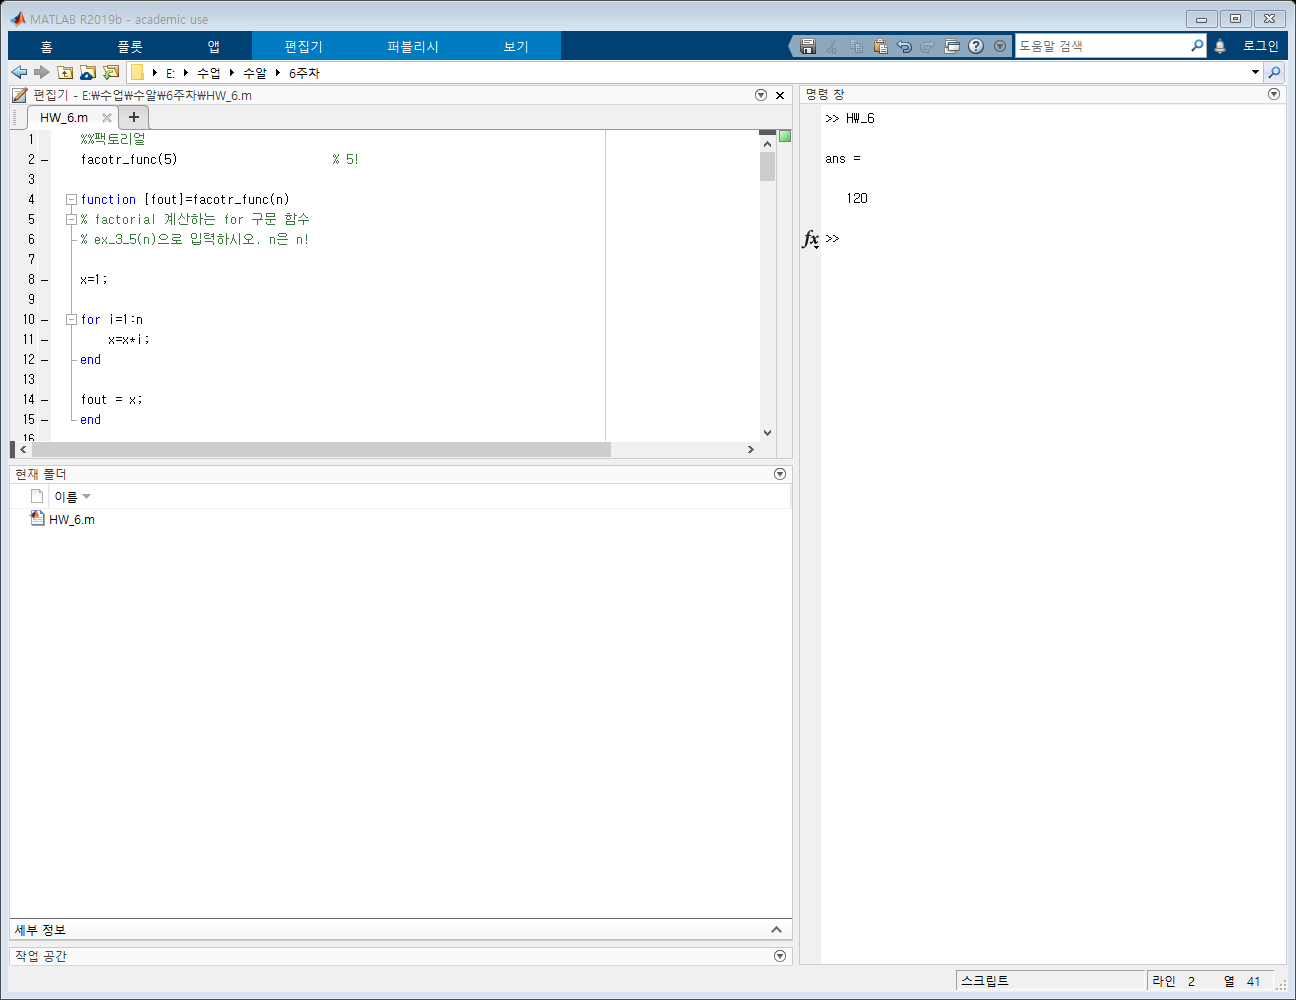 MATLAB R2019b - academic use
홈 플롯 앱 편집기 퍼블리시 보기 도움말 검색 로그인
E: 수업 수알 6주차
편집기 - E:₩수업₩수알₩6주차₩HW_6.m
HW_6.m
1 %%팩토리얼
2 – facotr_func(5) % 5!
3
4 function [fout]=facotr_func(n)
5 % factorial 계산하는 for 구문 함수
6 % ex_3_5(n)으로 입력하시오. n은 n!
7
8 – x=1;
9
10 – for i=1:n
11 – x=x*i;
12 – end
13
14 – fout = x;
15 – end
16
현재 폴더
이름
HW_6.m
세부 정보
작업 공간
명령 창
>> HW_6
ans =
120
fx >>
스크립트 라인 2 열 41